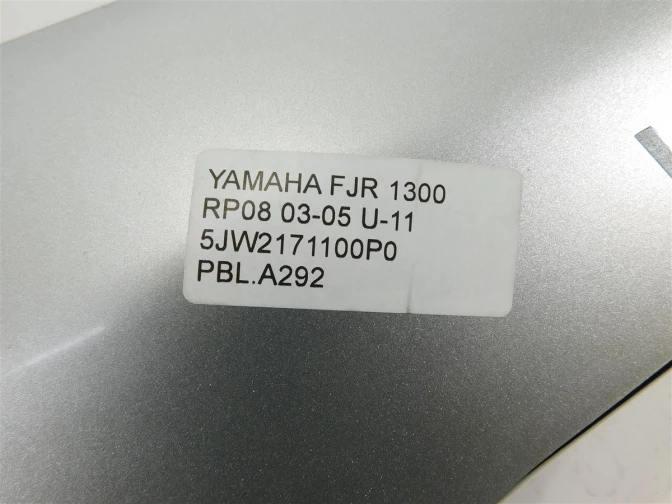 YAMAHA FJR 1300
RP08 03-05 U-11
5JW2171100P0
PBL.A292